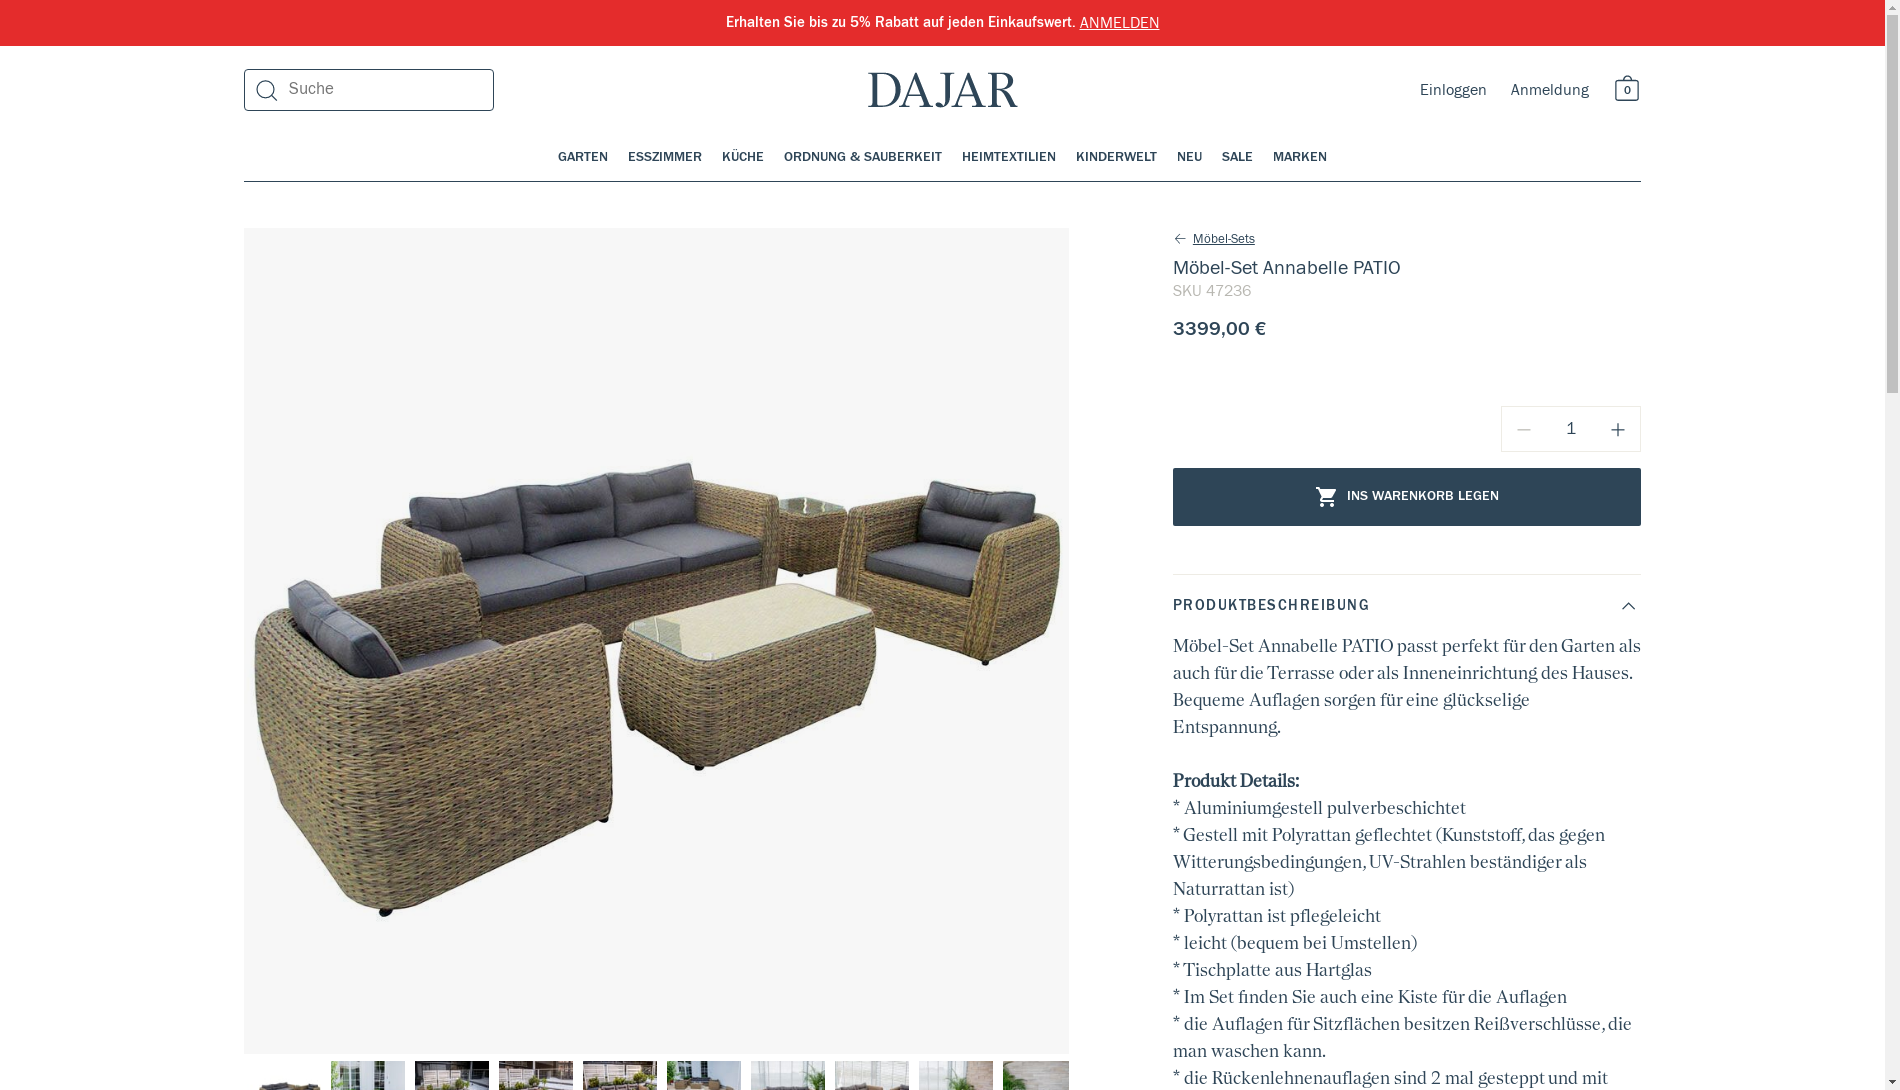 Erhalten Sie bis zu 5% Rabatt auf jeden Einkaufswert. ANMELDEN
Suche
DAJAR
Einloggen
Anmeldung
0
GARTEN ESSZIMMER KÜCHE ORDNUNG & SAUBERKEIT HEIMTEXTILIEN KINDERWELT NEU SALE MARKEN
Möbel-Sets
Möbel-Set Annabelle PATIO
SKU 47236
3399,00 €
1
INS WARENKORB LEGEN
PRODUKTBESCHREIBUNG
Möbel-Set Annabelle PATIO passt perfekt für den Garten als
auch für die Terrasse oder als Inneneinrichtung des Hauses.
Bequeme Auflagen sorgen für eine glückselige
Entspannung.
Produkt Details:
* Aluminiumgestell pulverbeschichtet
* Gestell mit Polyrattan geflechtet (Kunststoff, das gegen
Witterungsbedingungen, UV-Strahlen beständiger als
Naturrattan ist)
* Polyrattan ist pflegeleicht
* leicht (bequem bei Umstellen)
* Tischplatte aus Hartglas
* Im Set finden Sie auch eine Kiste für die Auflagen
* die Auflagen für Sitzflächen besitzen Reißverschlüsse, die
man waschen kann.
* die Rückenlehnenauflagen sind 2 mal gesteppt und mit